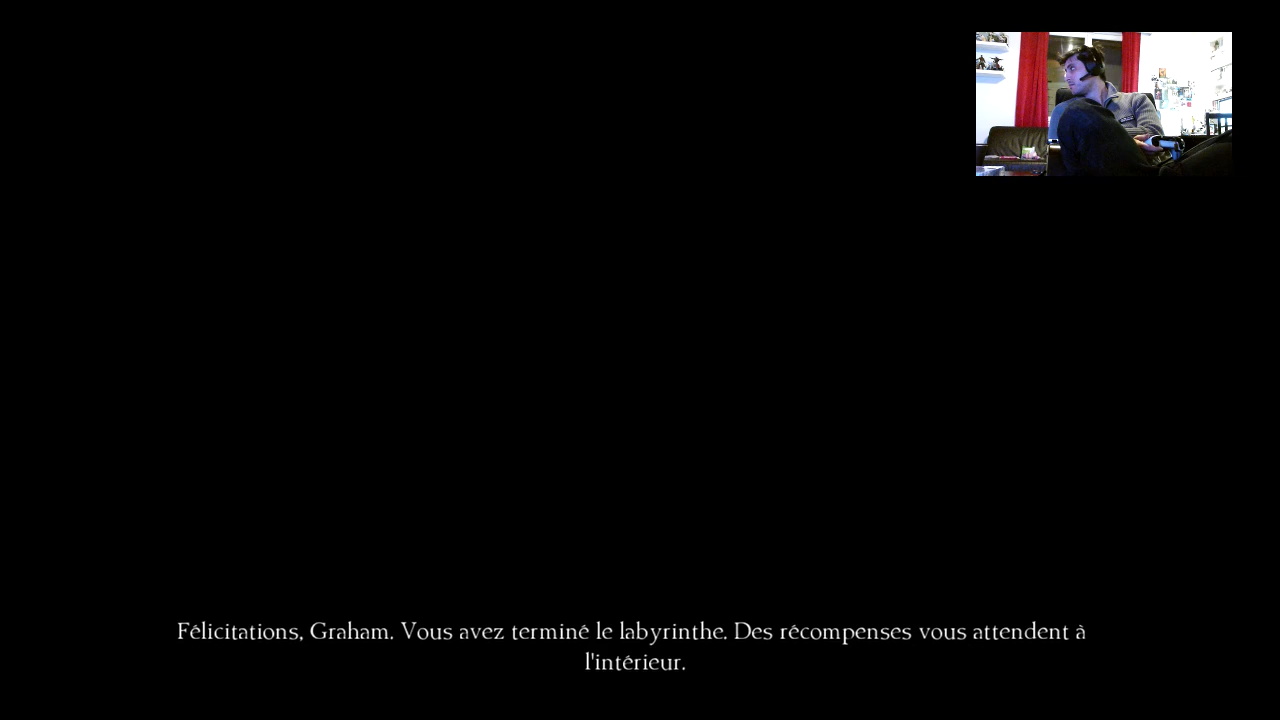 Félicitations, Graham. Vous avez terminé le labyrinthe. Des récompenses vous attendent à
l'intérieur.